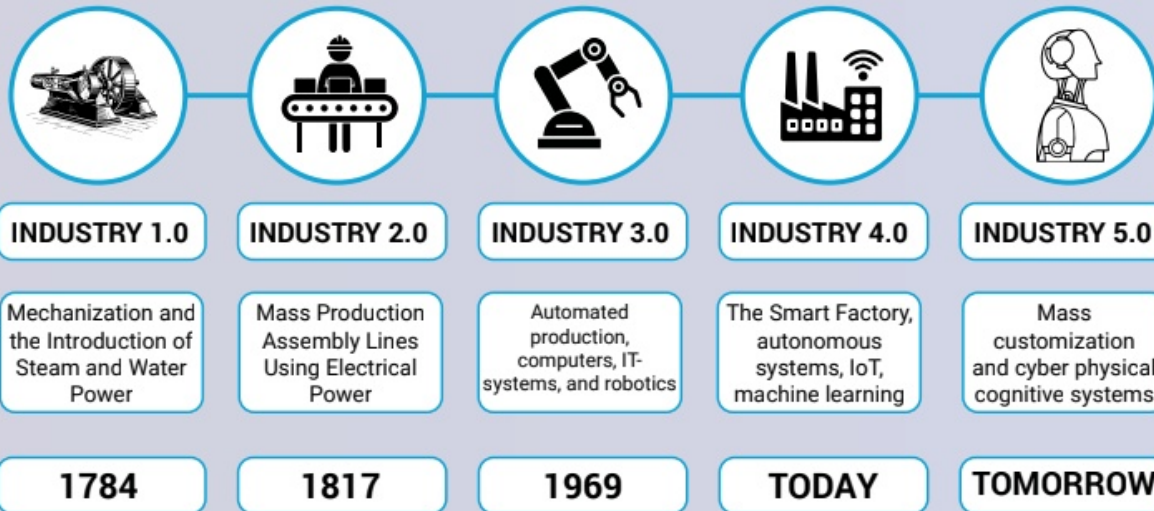 INDUSTRY 1.0
INDUSTRY 2.0
INDUSTRY 3.0
INDUSTRY 4.0
INDUSTRY 5.0
Mechanization and
the Introduction of
Steam and Water
Power
Mass Production
Assembly Lines
Using Electrical
Power
Automated
production,
computers, IT-
systems, and robotics
The Smart Factory,
autonomous
systems, IoT,
machine learning
Mass
customization
and cyber physical
cognitive systems
1784
1817
1969
TODAY
TOMORROW